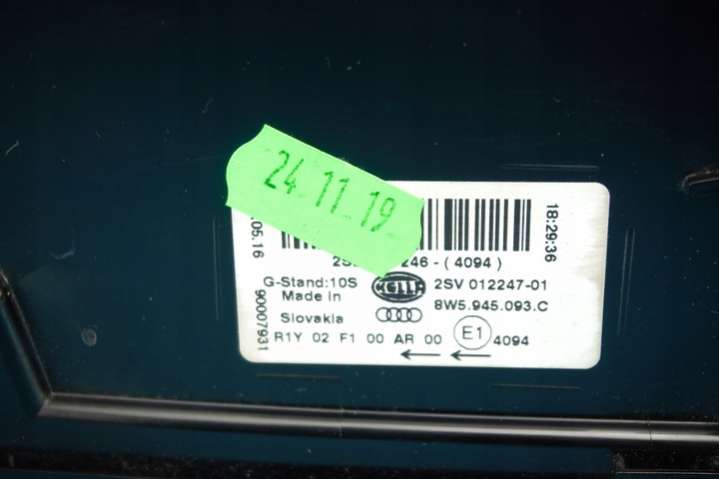 24 11 19
.05.16
18:29:36
246-(4094)
G-Stand:10S
HELLA
2SV 012247-01
Made in
8W5.945.093.C
Slovakia
90007931
R1Y 02 F1 00 AR 00
E1
4094